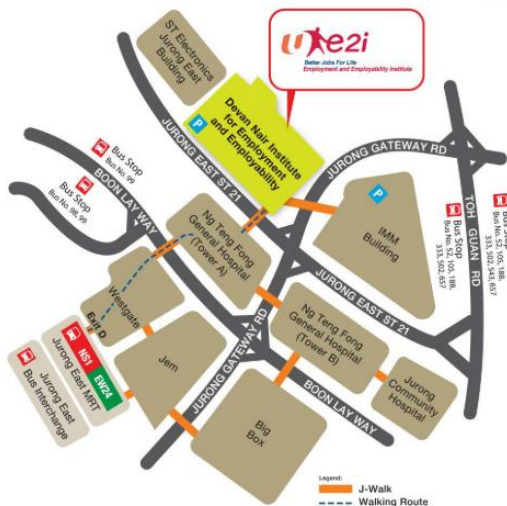 ST Electronics
Jurong East
Building
u e2i
Better Jobs For Life
Employment and Employability Institute
P
Devan Nair Institute
for Employment
and Employability
JURONG EAST ST 21
JURONG GATEWAY RD
P
IMM
Building
TOH GUAN RD
Bus Stop
Bus No. 52, 105, 188,
333, 502, 657
Bus Stop
Bus No. 52, 105, 188,
333, 502, 543, 657
Bus Stop
Bus No. 99
Bus Stop
Bus No. 98, 99
BOON LAY WAY
Ng Teng Fong
General Hospital
(Tower A)
JURONG EAST ST 21
Westgate
Exit D
NS1 EW24
Jurong East MRT
Jurong East
Bus Interchange
Jem
JURONG GATEWAY RD
Ng Teng Fong
General Hospital
(Tower B)
Jurong
Community
Hospital
BOON LAY WAY
Big
Box
Legend:
J-Walk
Walking Route